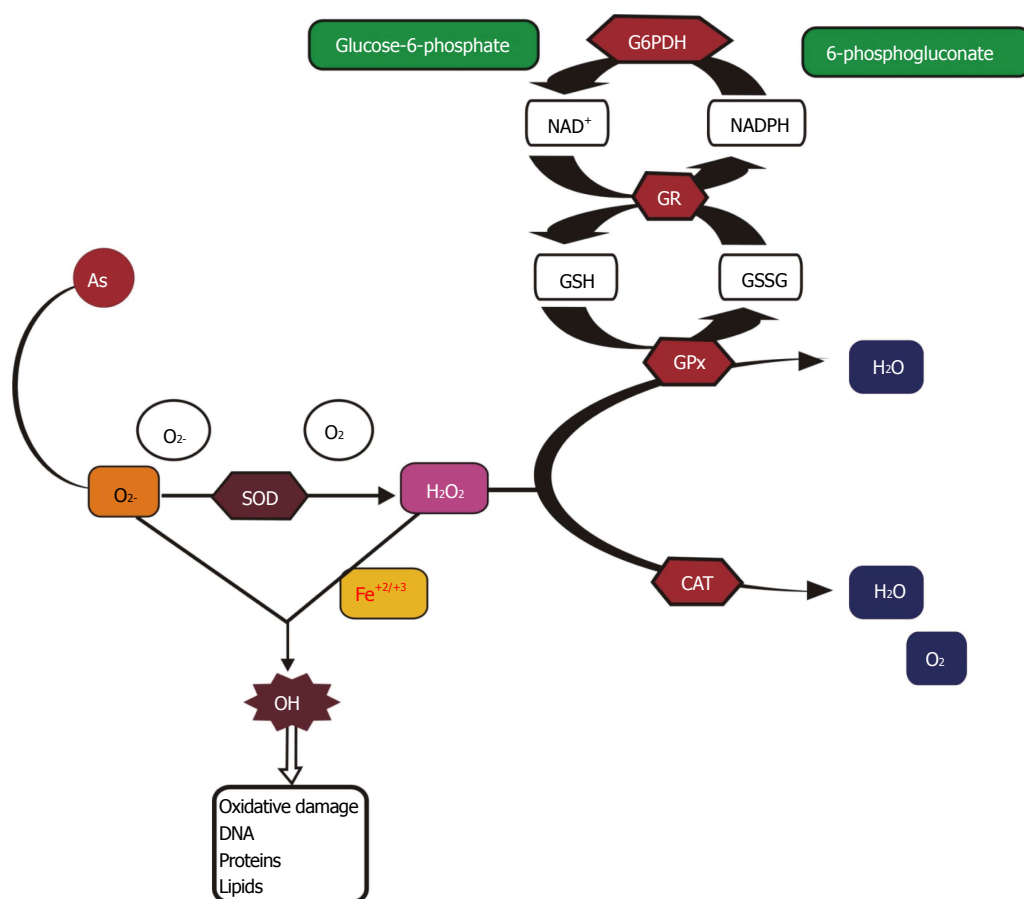 Glucose-6-phosphate
G6PDH
6-phosphogluconate
NAD⁺
NADPH
GR
As
GSH
GSSG
GPx
H₂O
O₂₋
O₂
O₂₋
SOD
H₂O₂
CAT
H₂O
Fe⁺²/⁺³
O₂
OH
Oxidative damage
DNA
Proteins
Lipids